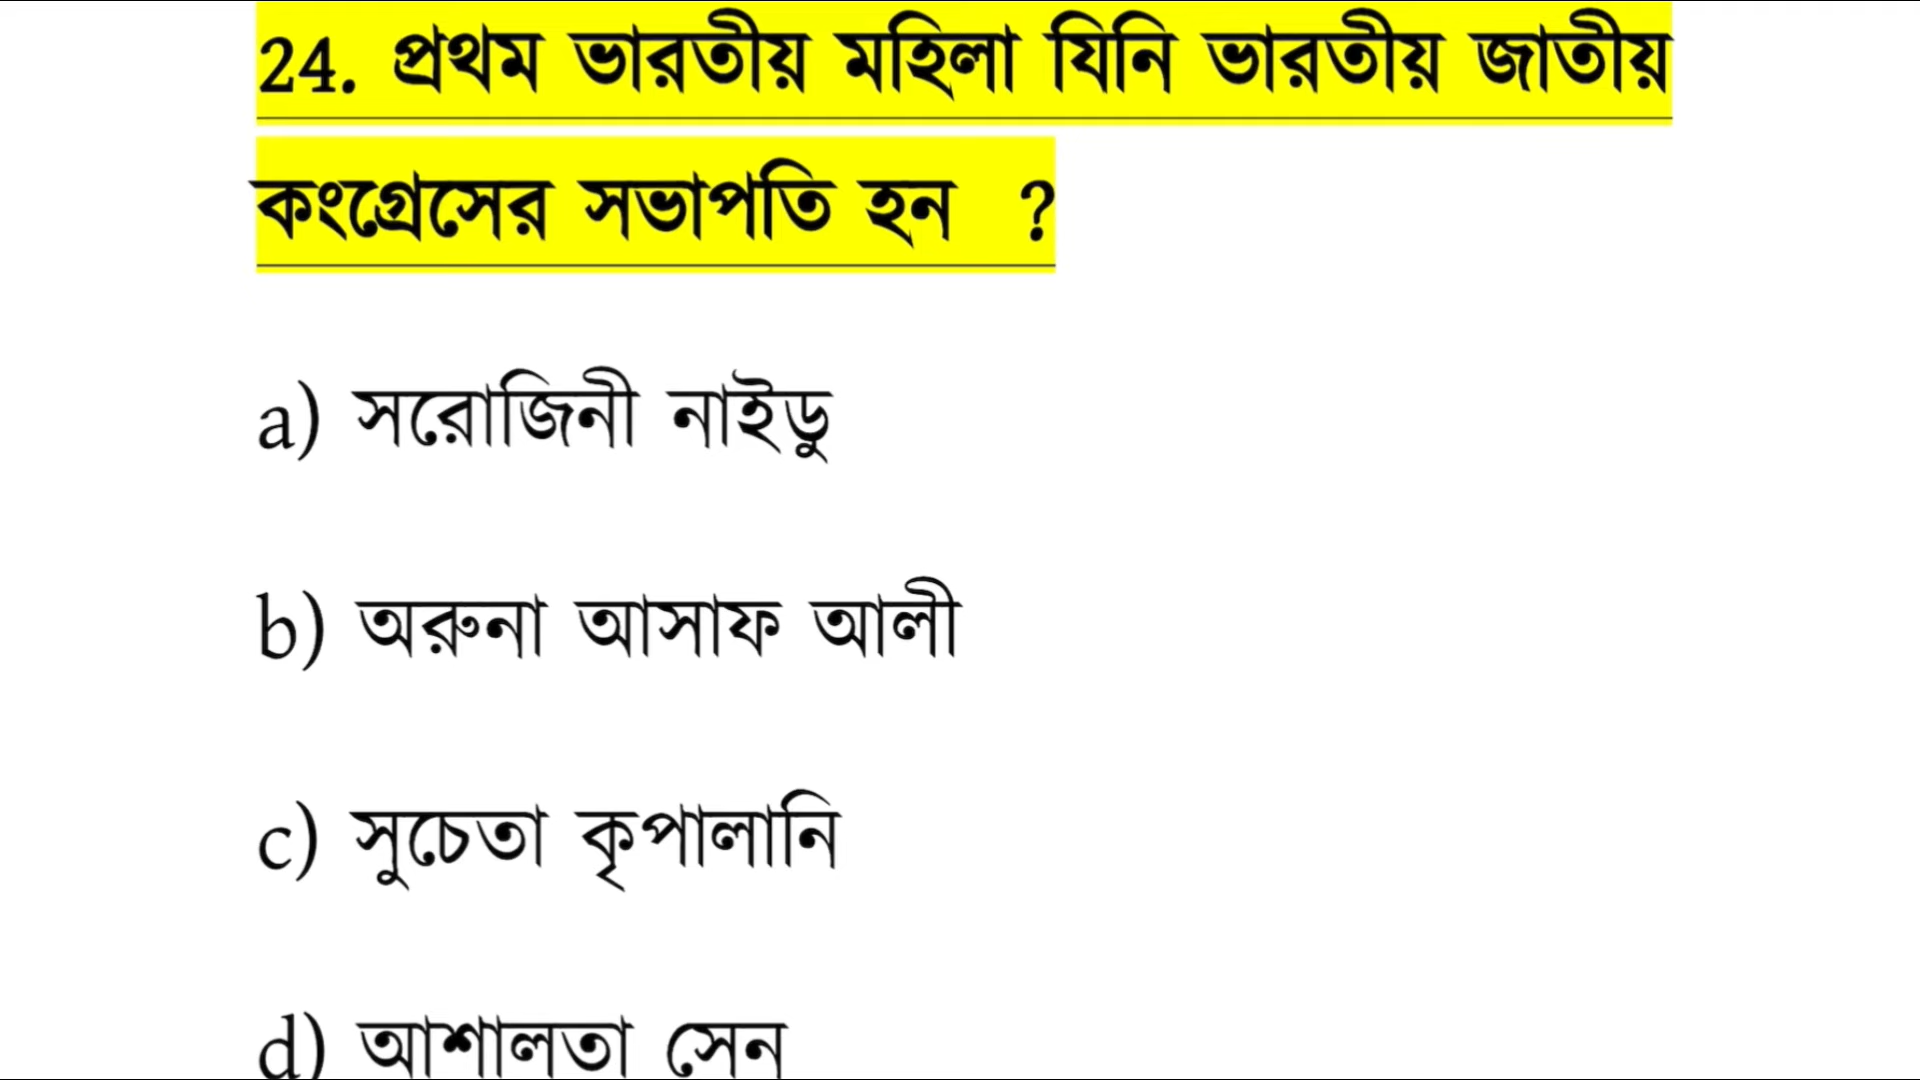 24. প্রথম ভারতীয় মহিলা যিনি ভারতীয় জাতীয়
কংগ্রেসের সভাপতি হন ?
a) সরোজিনী নাইডু
b) অরুনা আসাফ আলী
c) সুচেতা কৃপালানি
d) আশালতা সেন